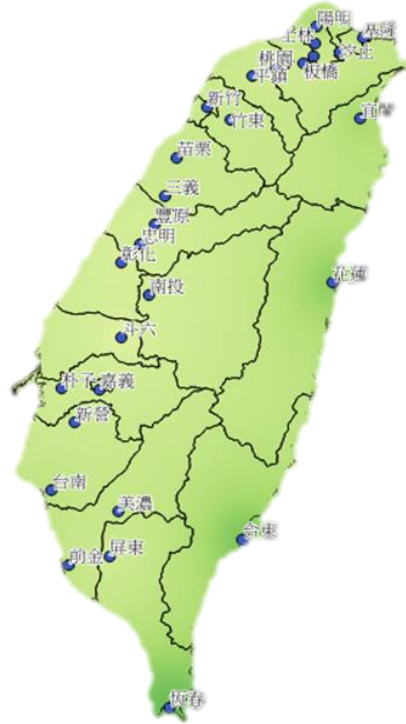 陽明
士林
基隆
汐止
桃園
板橋
平鎮
新竹
竹東
宜蘭
苗栗
三義
豐原
忠明
彰化
花蓮
南投
斗六
朴子
嘉義
新營
台南
美濃
台東
前金
屏東
恆春